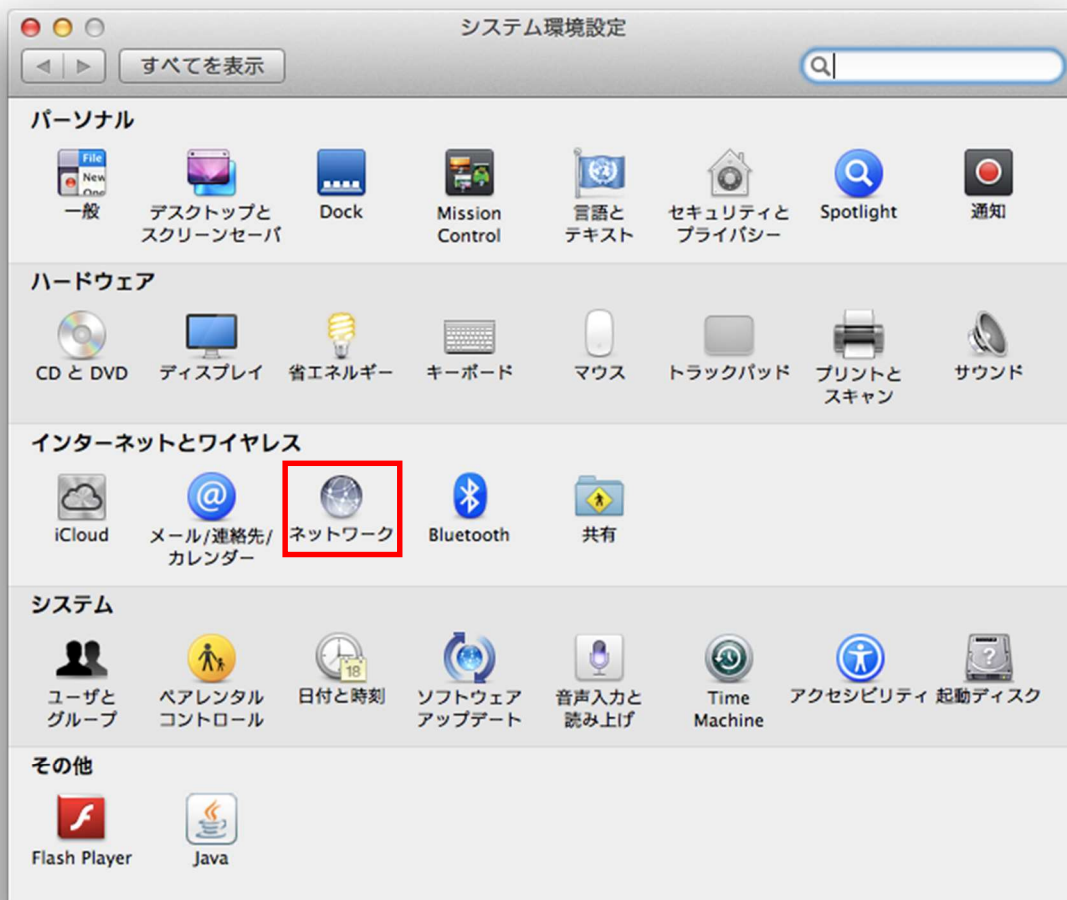 システム環境設定
すべてを表示
パーソナル
File
New
One
一般
デスクトップと
スクリーンセーバ
Dock
Mission
Control
言語と
テキスト
セキュリティと
プライバシー
Spotlight
通知
ハードウェア
CD と DVD
ディスプレイ
省エネルギー
キーボード
マウス
トラックパッド
プリントと
スキャン
サウンド
インターネットとワイヤレス
iCloud
@
メール/連絡先/
カレンダー
ネットワーク
Bluetooth
共有
システム
ユーザと
グループ
ペアレンタル
コントロール
18
日付と時刻
ソフトウェア
アップデート
音声入力と
読み上げ
Time
Machine
アクセシビリティ
?
起動ディスク
その他
Flash Player
Java